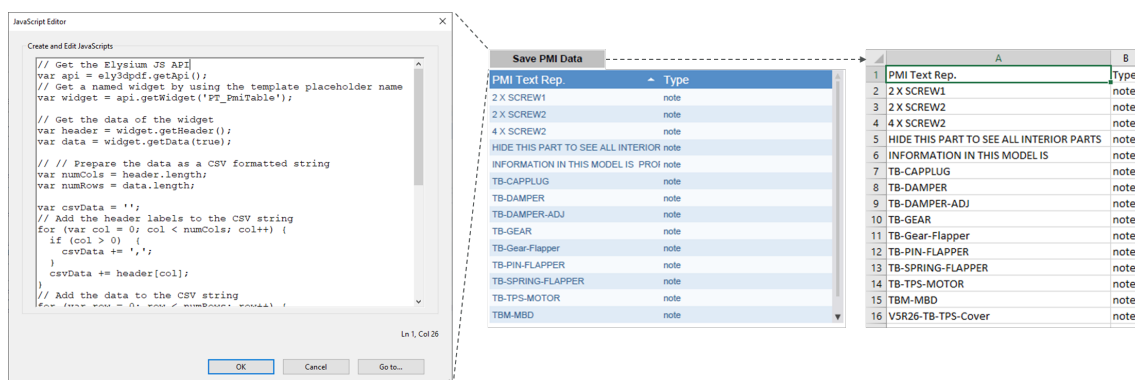 JavaScript Editor
Create and Edit JavaScripts
// Get the Elysium JS API
var api = ely3dpdf.getApi();
// Get a named widget by using the template placeholder name
var widget = api.getWidget('PT_PmiTable');
// Get the data of the widget
var header = widget.getHeader();
var data = widget.getData(true);
// // Prepare the data as a CSV formatted string
var numCols = header.length;
var numRows = data.length;
var csvData = '';
// Add the header labels to the CSV string
for (var col = 0; col < numCols; col++) {
if (col > 0) {
csvData += ',';
}
csvData += header[col];
}
// Add the data to the CSV string
for (var row = 0; row < numRows; row++) {
Ln 1, Col 26
OK Cancel Go to...
Save PMI Data
PMI Text Rep. Type
2 X SCREW1 note
2 X SCREW2 note
4 X SCREW2 note
HIDE THIS PART TO SEE ALL INTERIOR note
INFORMATION IN THIS MODEL IS PROI note
TB-CAPPLUG note
TB-DAMPER note
TB-DAMPER-ADJ note
TB-GEAR note
TB-Gear-Flapper note
TB-PIN-FLAPPER note
TB-SPRING-FLAPPER note
TB-TPS-MOTOR note
TBM-MBD note
A B
1 PMI Text Rep. Type
2 2 X SCREW1 note
3 2 X SCREW2 note
4 4 X SCREW2 note
5 HIDE THIS PART TO SEE ALL INTERIOR PARTS note
6 INFORMATION IN THIS MODEL IS note
7 TB-CAPPLUG note
8 TB-DAMPER note
9 TB-DAMPER-ADJ note
10 TB-GEAR note
11 TB-Gear-Flapper note
12 TB-PIN-FLAPPER note
13 TB-SPRING-FLAPPER note
14 TB-TPS-MOTOR note
15 TBM-MBD note
16 V5R26-TB-TPS-Cover note